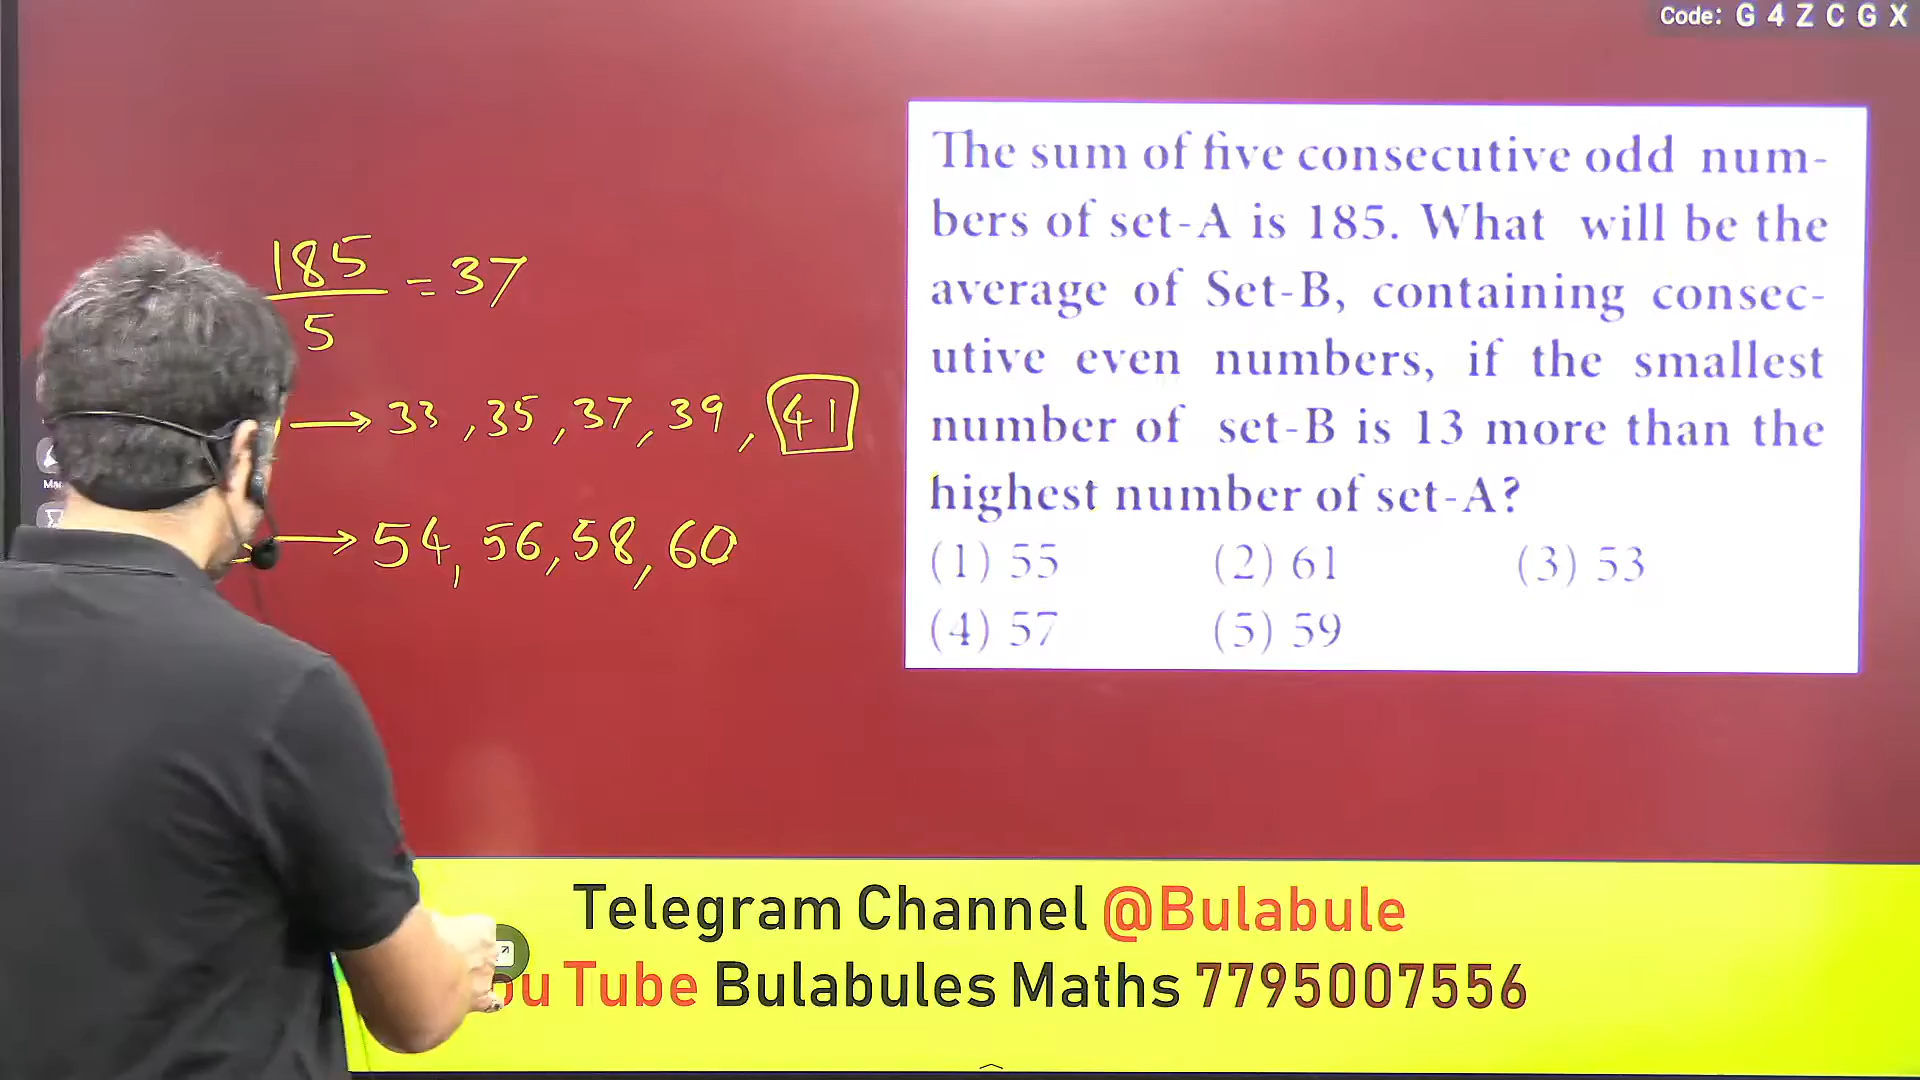 Code: G 4 Z C G X
The sum of five consecutive odd num-
bers of set-A is 185. What will be the
average of Set-B, containing consec-
utive even numbers, if the smallest
number of set-B is 13 more than the
highest number of set-A?
(1) 55 (2) 61 (3) 53
(4) 57 (5) 59
185
5
= 37
→ 33, 35, 37, 39, 41
→ 54, 56, 58, 60
Telegram Channel @Bulabule
ou Tube Bulabules Maths 7795007556